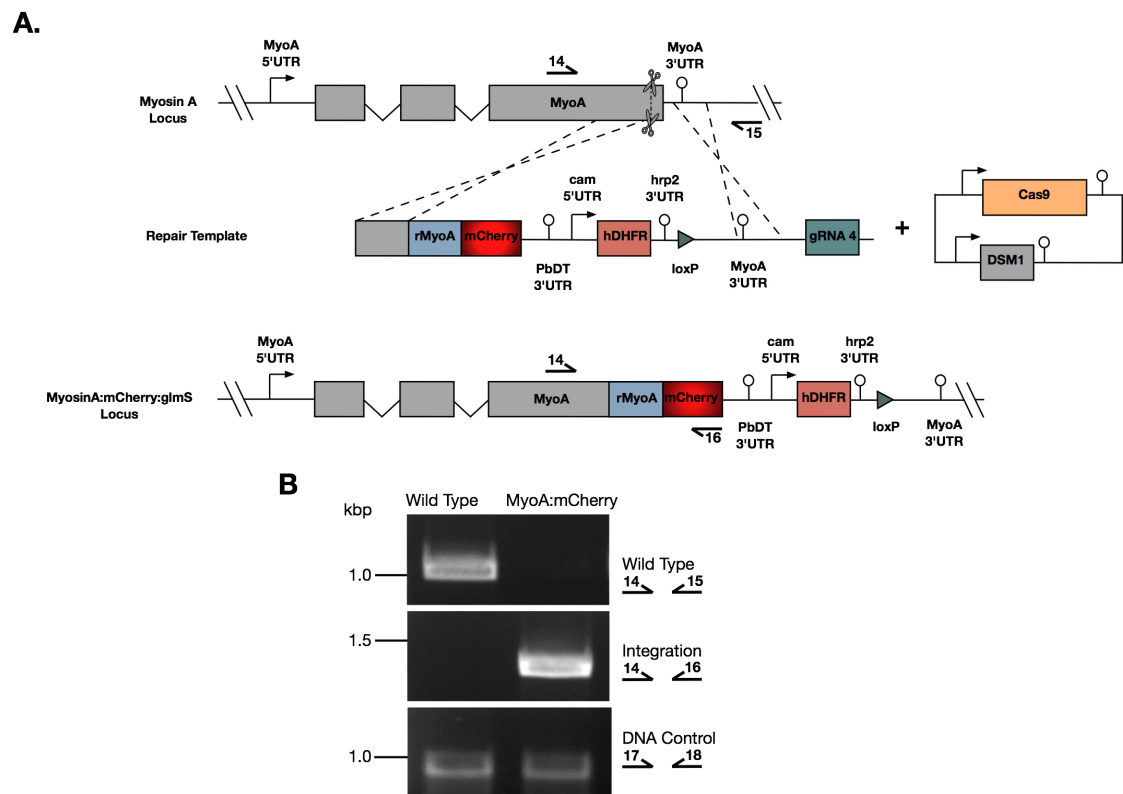 A.
MyoA
5'UTR
14
MyoA
3'UTR
Myosin A
Locus
MyoA
15
cam
5'UTR
hrp2
3'UTR
Repair Template
rMyoA
mCherry
hDHFR
gRNA 4
+
Cas9
DSM1
PbDT
3'UTR
loxP
MyoA
3'UTR
MyoA
5'UTR
14
cam
5'UTR
hrp2
3'UTR
MyosinA:mCherry:glmS
Locus
MyoA
rMyoA
mCherry
hDHFR
16
PbDT
3'UTR
loxP
MyoA
3'UTR
B
kbp
Wild Type
MyoA:mCherry
1.0
Wild Type
14 15
1.5
Integration
14 16
1.0
DNA Control
17 18